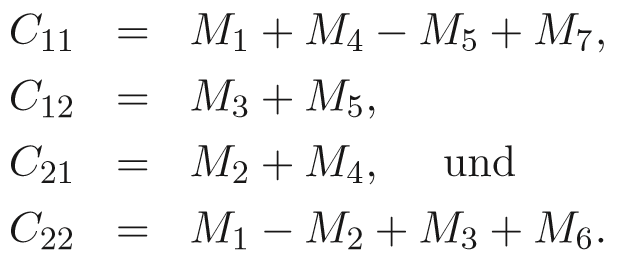 C₁₁ = M₁ + M₄ − M₅ + M₇,
C₁₂ = M₃ + M₅,
C₂₁ = M₂ + M₄, und
C₂₂ = M₁ − M₂ + M₃ + M₆.